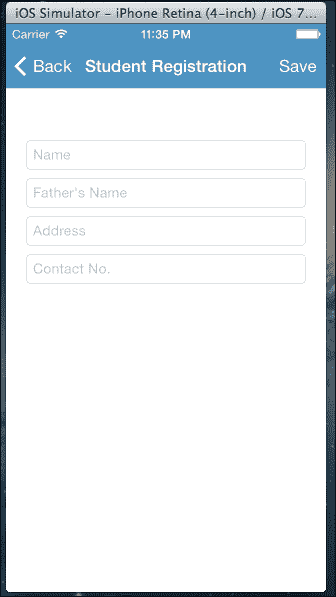 iOS Simulator - iPhone Retina (4-inch) / iOS 7...
Carrier 11:35 PM
Back Student Registration Save
Name
Father's Name
Address
Contact No.